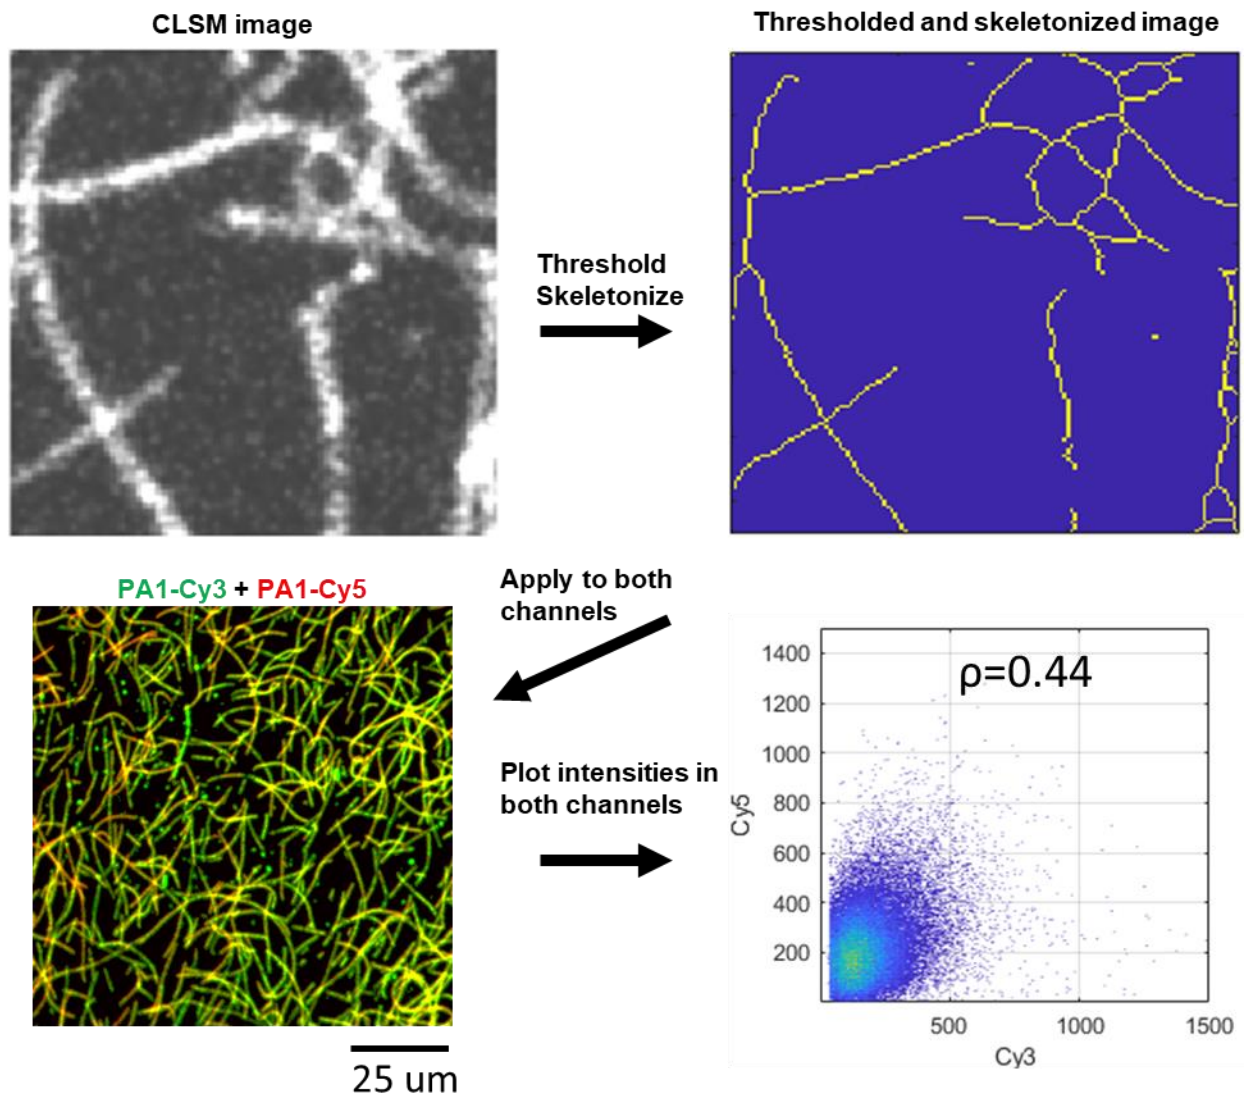 CLSM image
Thresholded and skeletonized image
Threshold
Skeletonize
PA1-Cy3 + PA1-Cy5
Apply to both
channels
Plot intensities in
both channels
25 um
ρ=0.44
1400
1200
1000
800
600
400
200
Cy5
500
1000
1500
Cy3